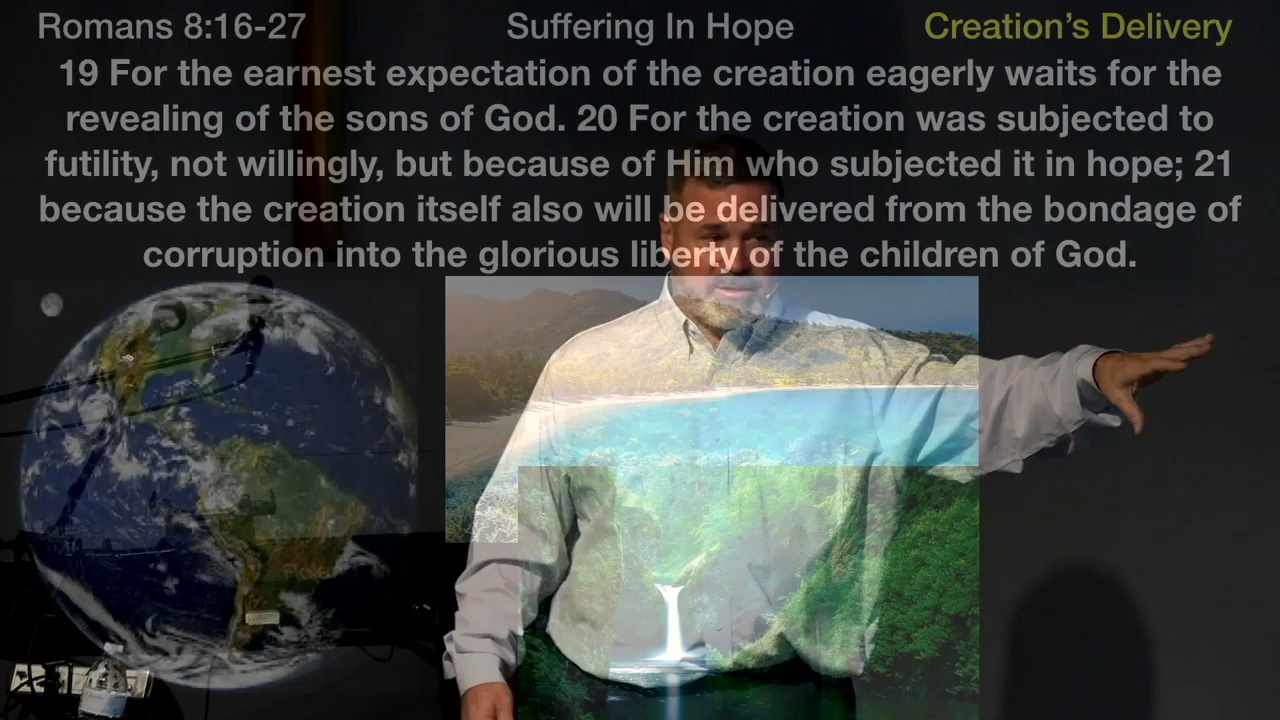 Romans 8:16-27 Suffering In Hope Creation’s Delivery
19 For the earnest expectation of the creation eagerly waits for the
revealing of the sons of God. 20 For the creation was subjected to
futility, not willingly, but because of Him who subjected it in hope; 21
because the creation itself also will be delivered from the bondage of
corruption into the glorious liberty of the children of God.